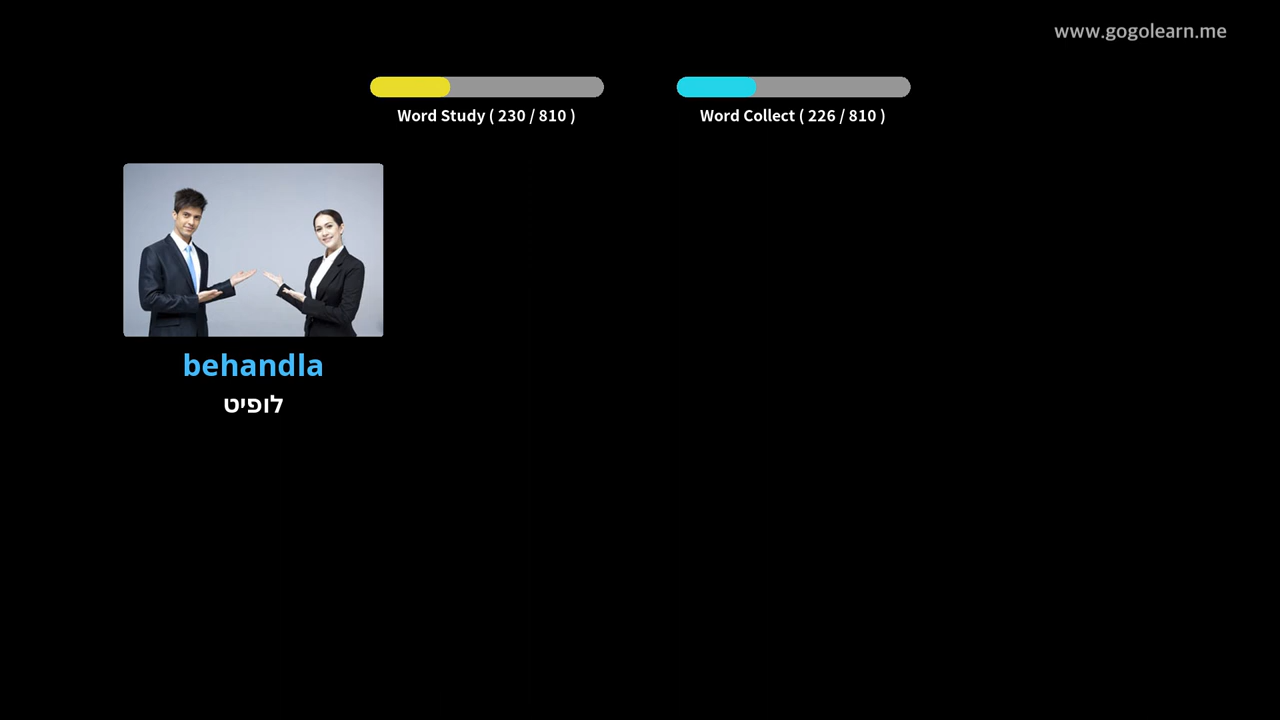 www.gogolearn.me
Word Study ( 230 / 810 )
Word Collect ( 226 / 810 )
behandla
לופיט